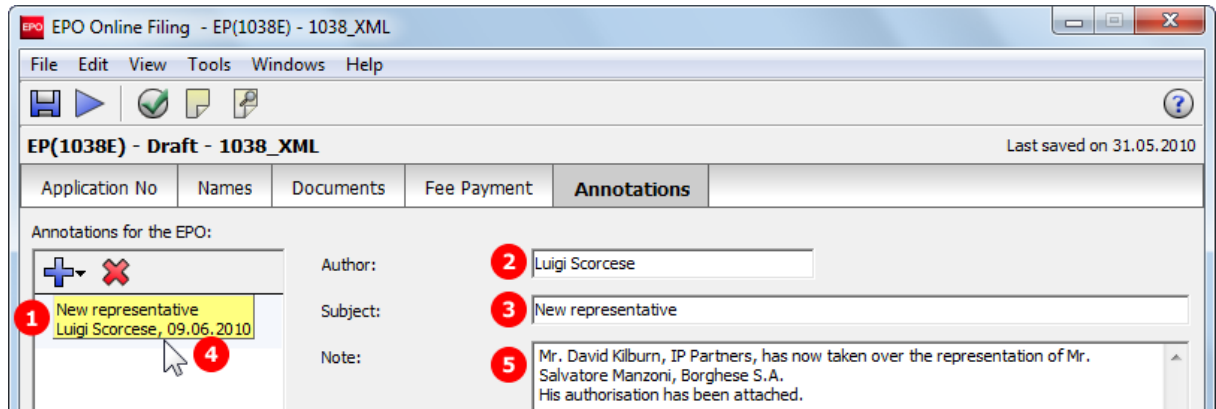 EPO EPO Online Filing - EP(1038E) - 1038_XML
File Edit View Tools Windows Help
?
EP(1038E) - Draft - 1038_XML Last saved on 31.05.2010
Application No Names Documents Fee Payment Annotations
Annotations for the EPO:
Author: 2 Luigi Scorcese
1 New representative
Luigi Scorcese, 09.06.2010
4
Subject: 3 New representative
Note: 5 Mr. David Kilburn, IP Partners, has now taken over the representation of Mr.
Salvatore Manzoni, Borghese S.A.
His authorisation has been attached.